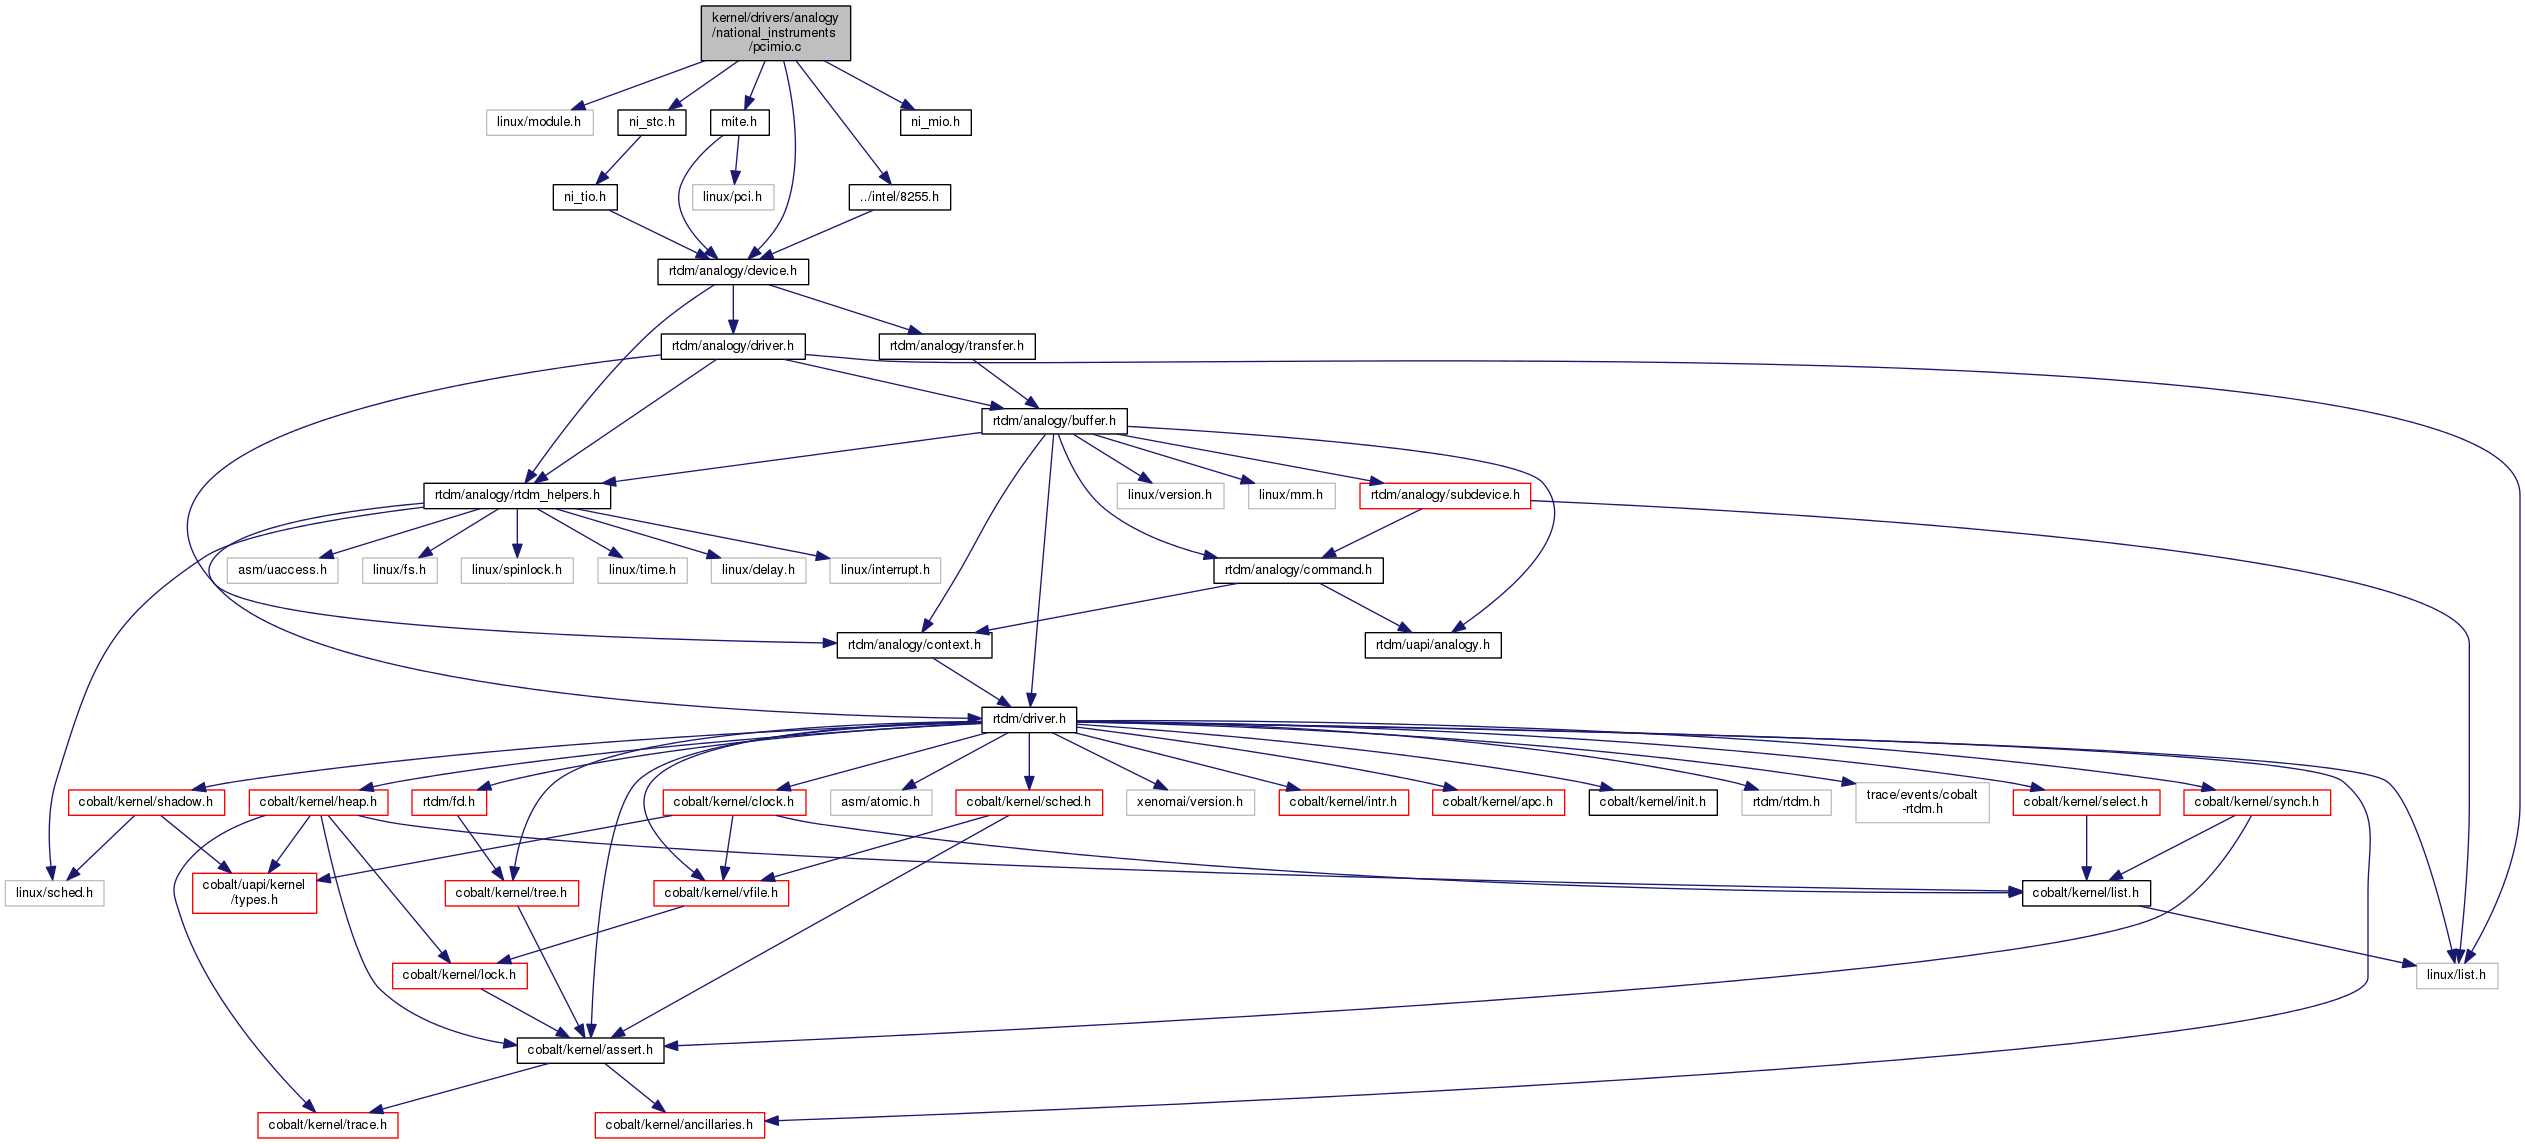 kernel/drivers/analogy
/national_instruments
/pcimio.c
linux/module.h
ni_stc.h
mite.h
ni_mio.h
ni_tio.h
linux/pci.h
../intel/8255.h
rtdm/analogy/device.h
rtdm/analogy/driver.h
rtdm/analogy/transfer.h
rtdm/analogy/buffer.h
rtdm/analogy/rtdm_helpers.h
linux/version.h
linux/mm.h
rtdm/analogy/subdevice.h
asm/uaccess.h
linux/fs.h
linux/spinlock.h
linux/time.h
linux/delay.h
linux/interrupt.h
rtdm/analogy/command.h
rtdm/analogy/context.h
rtdm/uapi/analogy.h
rtdm/driver.h
cobalt/kernel/shadow.h
cobalt/kernel/heap.h
rtdm/fd.h
cobalt/kernel/clock.h
asm/atomic.h
cobalt/kernel/sched.h
xenomai/version.h
cobalt/kernel/intr.h
cobalt/kernel/apc.h
cobalt/kernel/init.h
rtdm/rtdm.h
trace/events/cobalt
-rtdm.h
cobalt/kernel/select.h
cobalt/kernel/synch.h
linux/sched.h
cobalt/uapi/kernel
/types.h
cobalt/kernel/tree.h
cobalt/kernel/vfile.h
cobalt/kernel/list.h
cobalt/kernel/lock.h
linux/list.h
cobalt/kernel/assert.h
cobalt/kernel/trace.h
cobalt/kernel/ancillaries.h